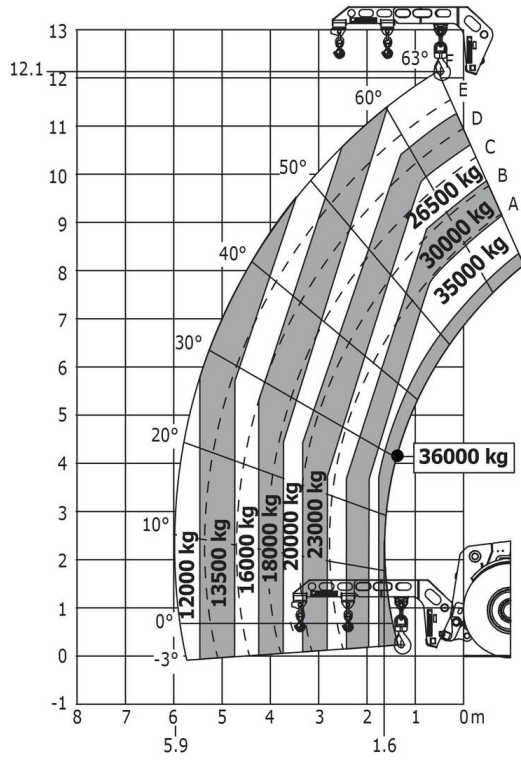 13
12.1
12
11
10
9
8
7
6
5
4
3
2
1
0
-1
63°
F
E
D
C
B
A
60°
50°
40°
30°
20°
10°
0°
-3°
26500 kg
30000 kg
35000 kg
36000 kg
12000 kg
13500 kg
16000 kg
18000 kg
20000 kg
23000 kg
8 7 6 5 4 3 2 1 0m
5.9 1.6